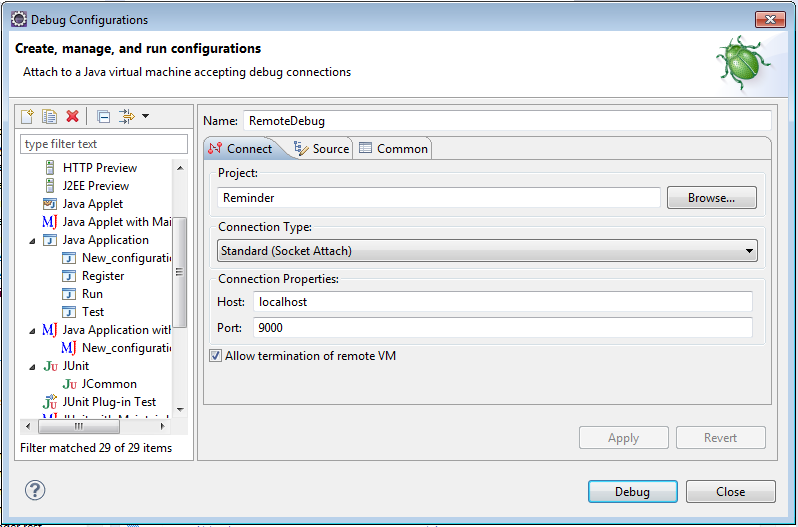 Debug Configurations
Create, manage, and run configurations
Attach to a Java virtual machine accepting debug connections
type filter text
HTTP Preview
J2EE Preview
Java Applet
Java Applet with Mai
Java Application
New_configurati
Register
Run
Test
Java Application with
New_configurati
JUnit
JCommon
JUnit Plug-in Test
Filter matched 29 of 29 items
Name: RemoteDebug
Connect Source Common
Project:
Reminder Browse...
Connection Type:
Standard (Socket Attach)
Connection Properties:
Host: localhost
Port: 9000
Allow termination of remote VM
Apply Revert
Debug Close